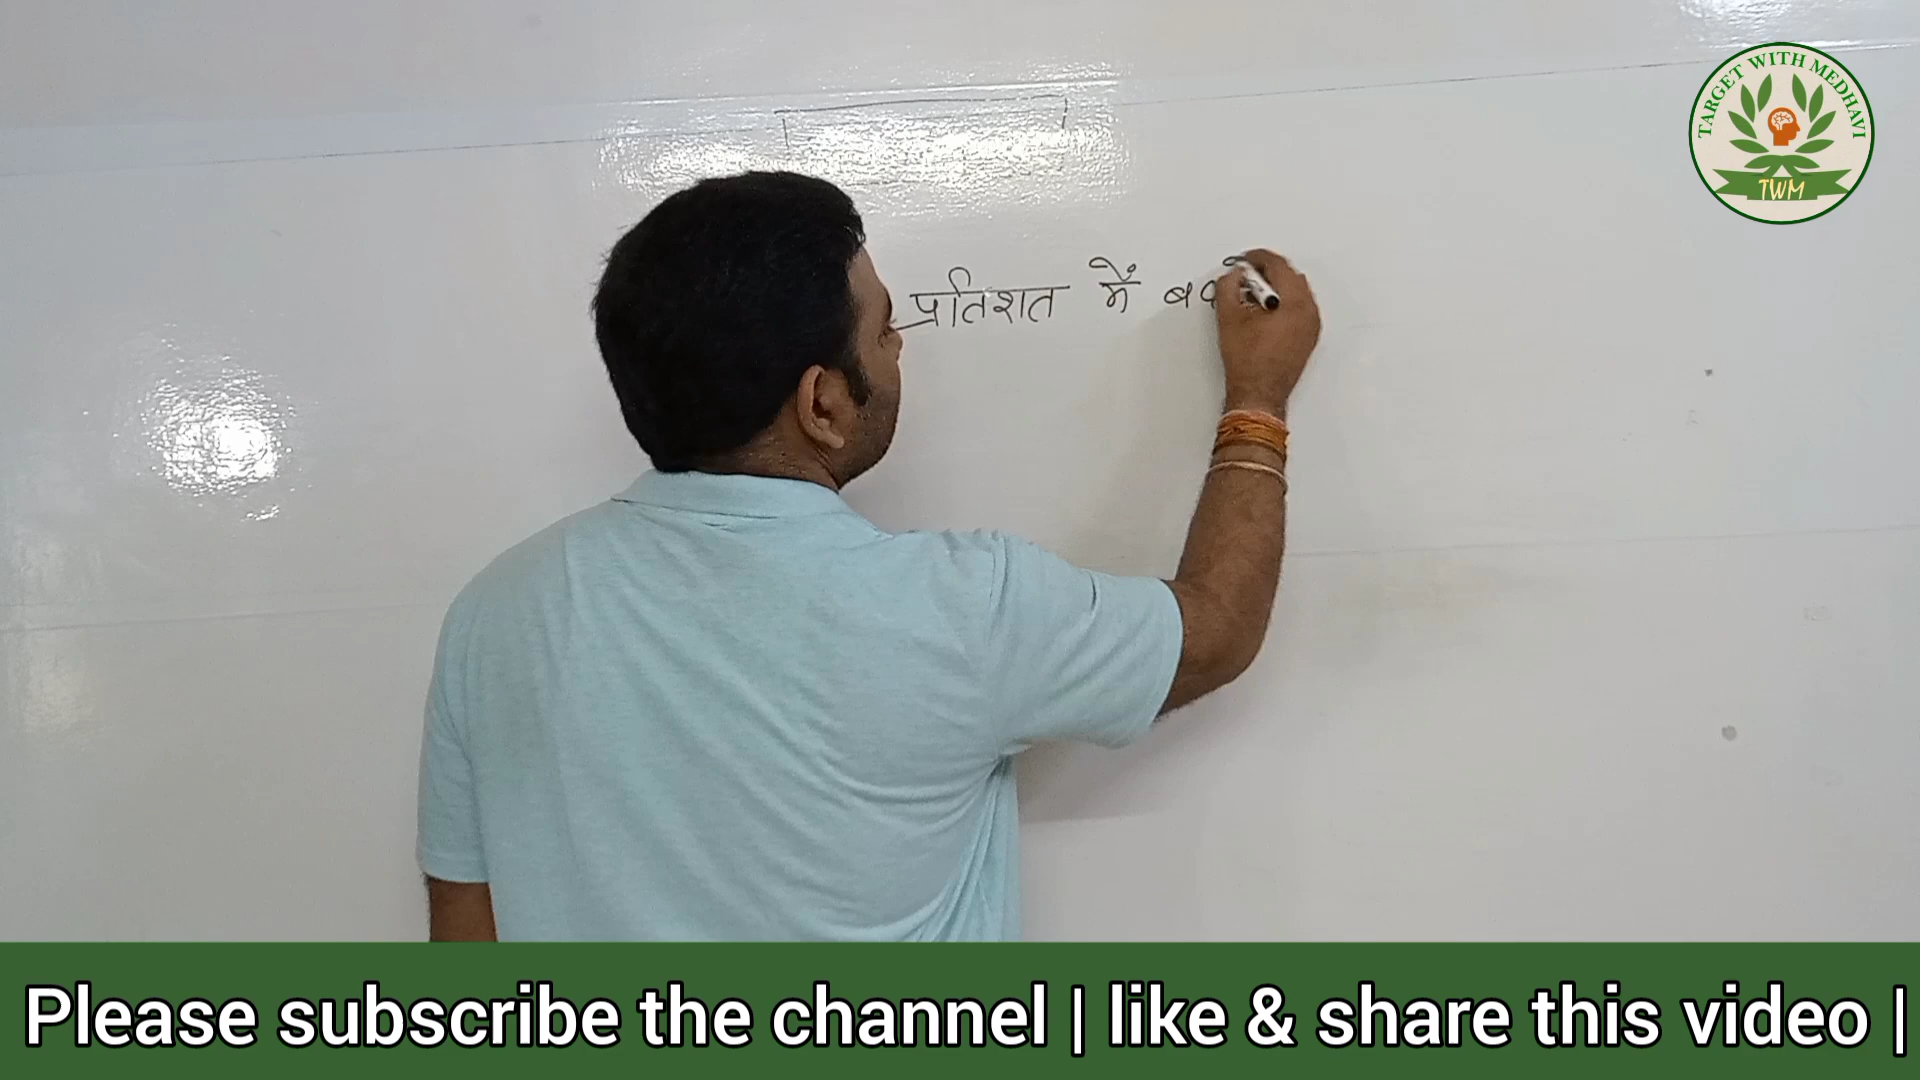 TARGET WITH MEDHAVI
TWM
प्रतिशत में
Please subscribe the channel | like & share this video |